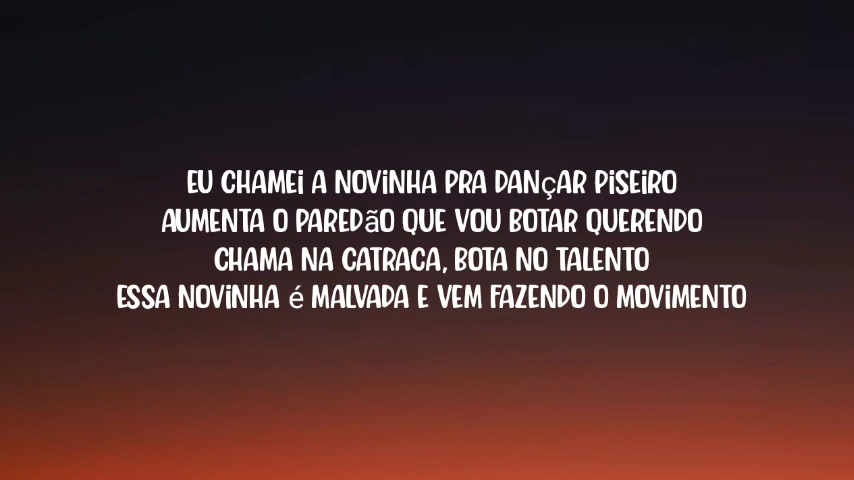 EU CHAMEI A NOVINHA PRA DANÇAR PISEIRO
AUMENTA O PAREDÃO QUE VOU BOTAR QUERENDO
CHAMA NA CATRACA, BOTA NO TALENTO
ESSA NOVINHA é MALVADA E VEM FAZENDO O MOVIMENTO